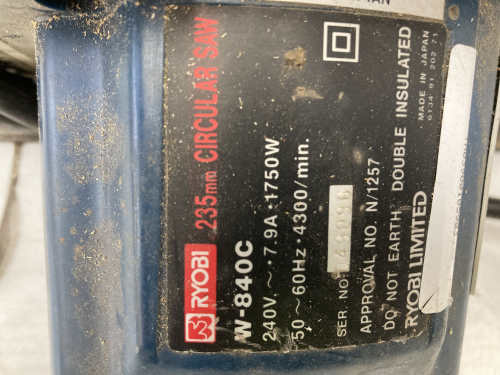 RYOBI 235mm CIRCULAR SAW
W-840C
240V. ~ · 7.9A · 1750W
50 ~ 60Hz · 4300/min.
SER. NO.
APPROVAL NO. N/1257
DO NOT EARTH. DOUBLE INSULATED
RYOBI LIMITED
MADE IN JAPAN